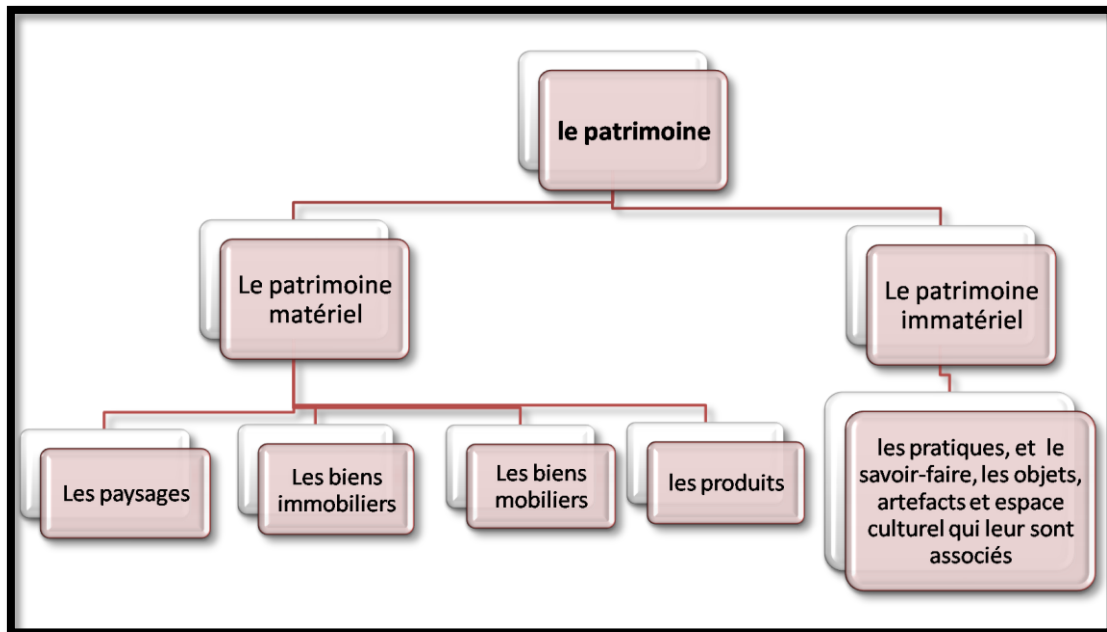 le patrimoine
Le patrimoine
matériel
Le patrimoine
immatériel
Les paysages
Les biens
immobiliers
Les biens
mobiliers
les produits
les pratiques, et le
savoir-faire, les objets,
artefacts et espace
culturel qui leur sont
associés